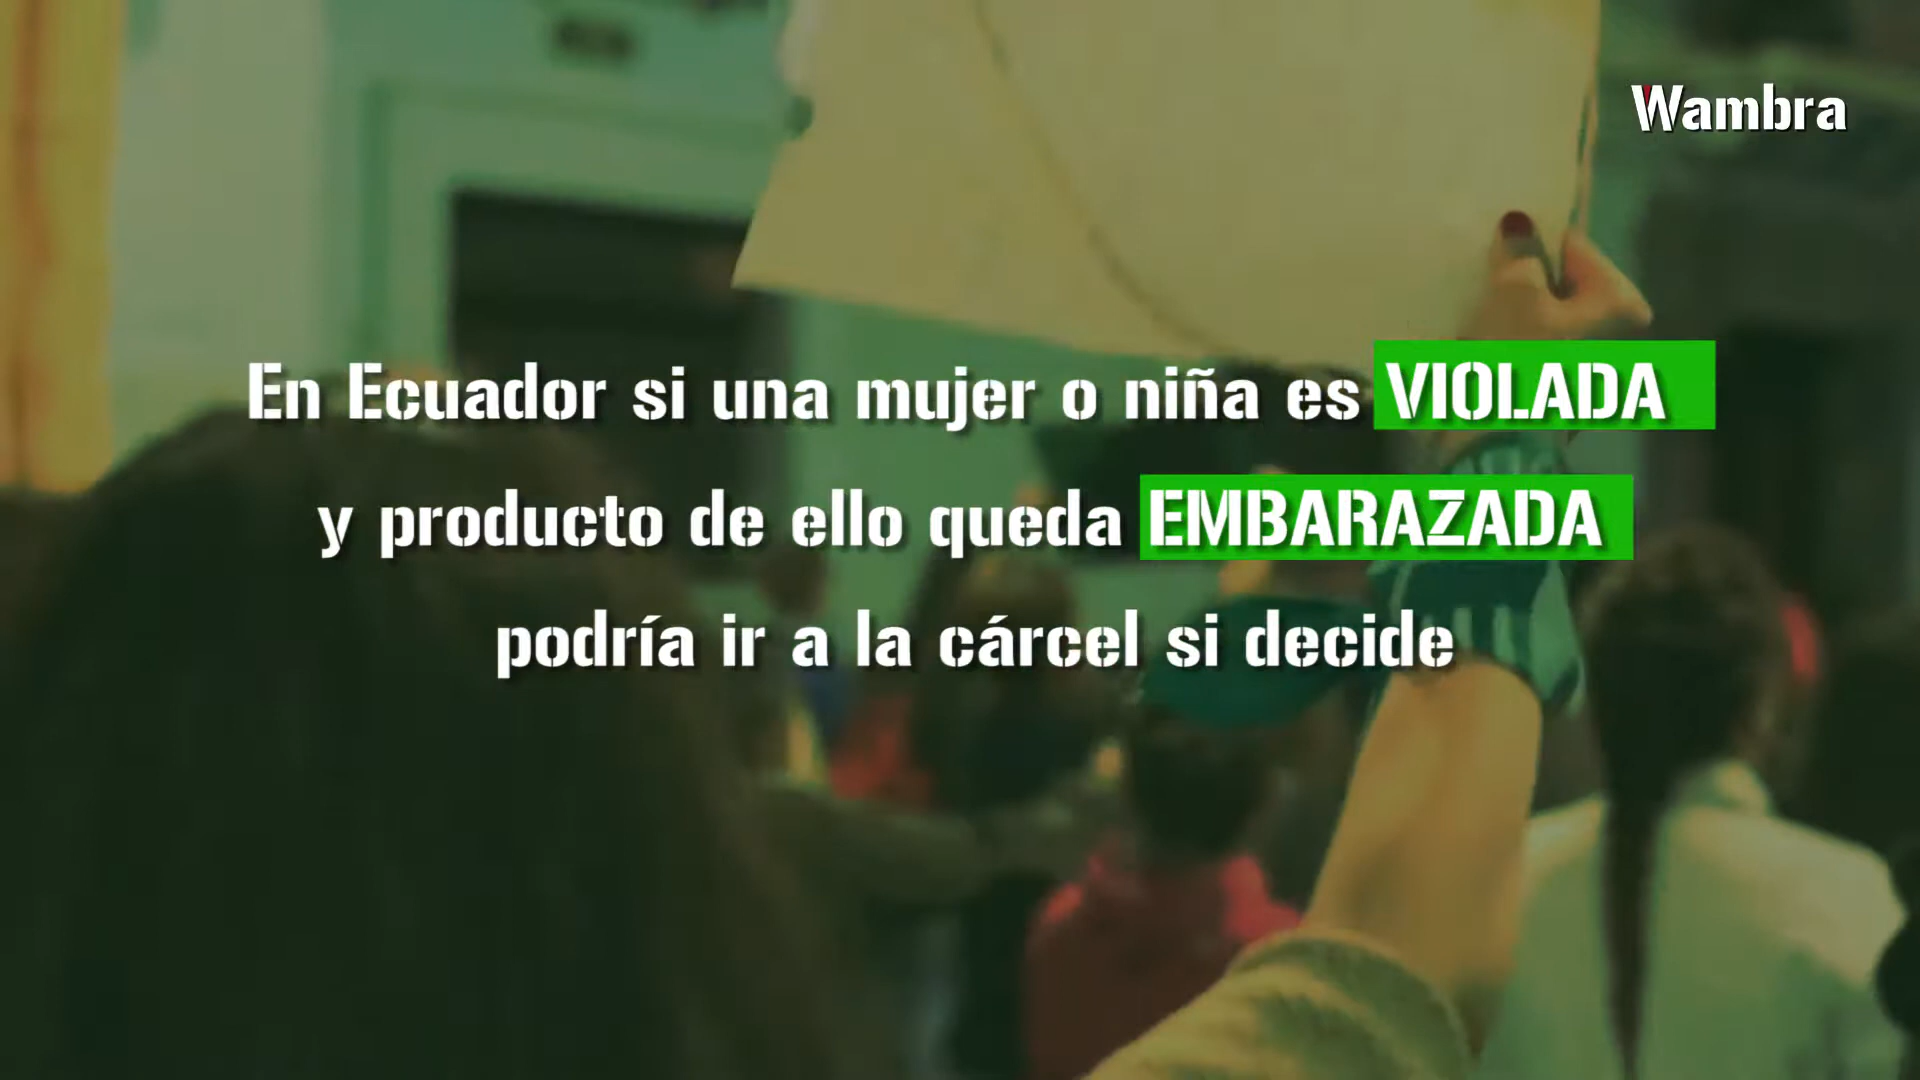 Wambra
En Ecuador si una mujer o niña es VIOLADA
y producto de ello queda EMBARAZADA
podría ir a la cárcel si decide